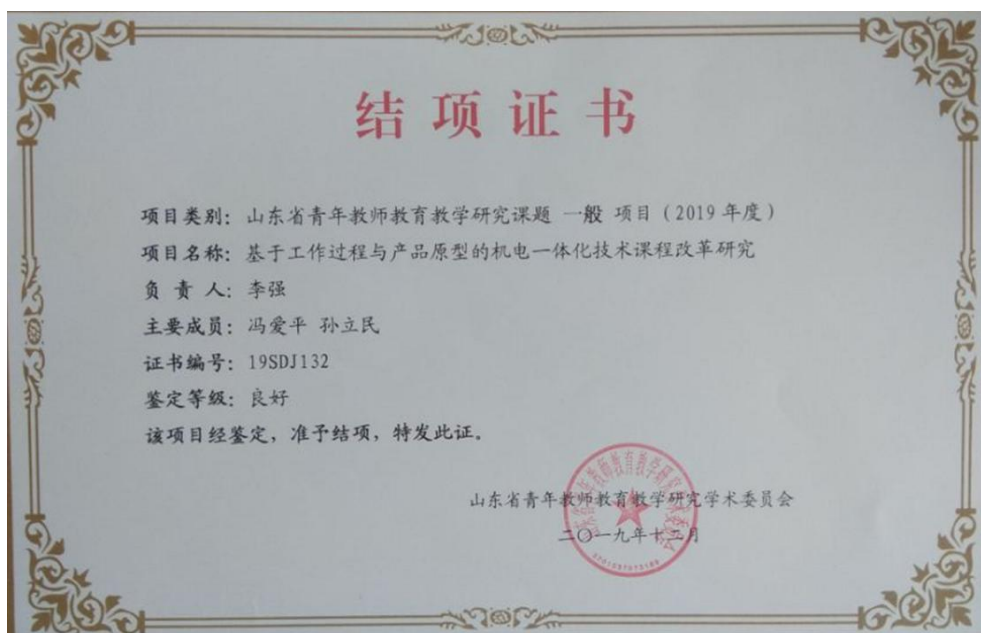 结项证书
项目类别：山东省青年教师教育教学研究课题 一般 项目（2019年度）
项目名称：基于工作过程与产品原型的机电一体化技术课程改革研究
负责人：李强
主要成员：冯爱平 孙立民
证书编号：19SDJ132
鉴定等级：良好
该项目经鉴定，准予结项，特发此证。
山东省青年教师教育教学研究学术委员会
二〇一九年十二月